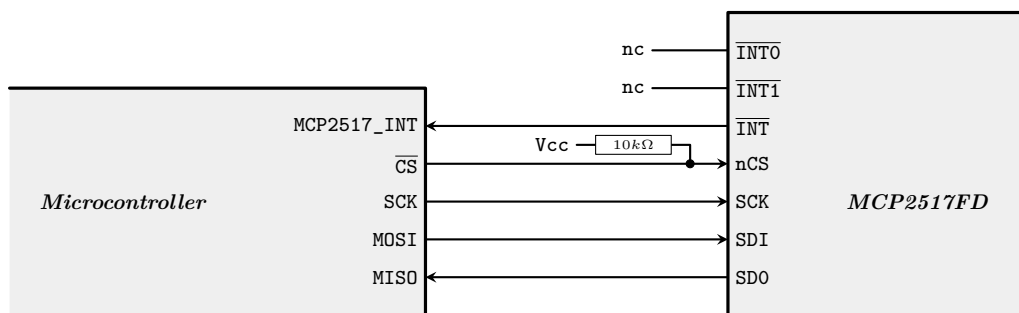 nc INT0
nc INT1
MCP2517_INT INT
Vcc 10kΩ
CS nCS
Microcontroller SCK SCK MCP2517FD
MOSI SDI
MISO SDO